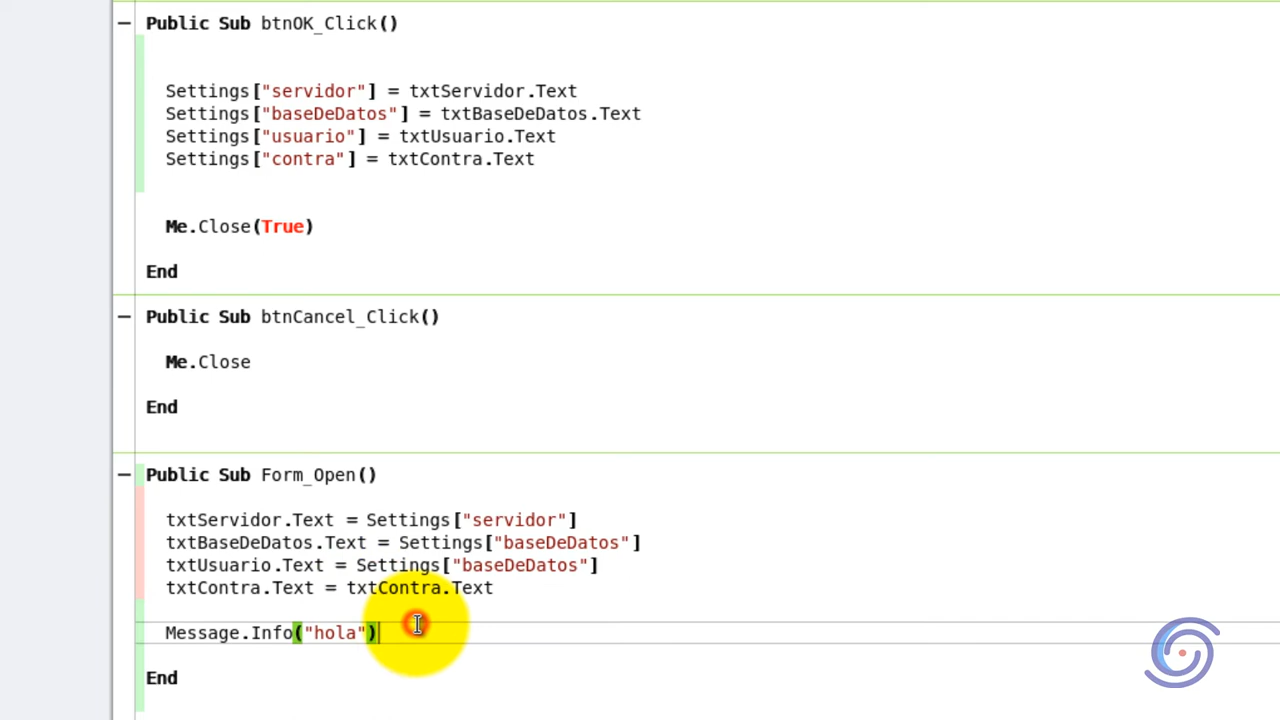 Public Sub btnOK_Click()
Settings["servidor"] = txtServidor.Text
Settings["baseDeDatos"] = txtBaseDeDatos.Text
Settings["usuario"] = txtUsuario.Text
Settings["contra"] = txtContra.Text
Me.Close(True)
End
Public Sub btnCancel_Click()
Me.Close
End
Public Sub Form_Open()
txtServidor.Text = Settings["servidor"]
txtBaseDeDatos.Text = Settings["baseDeDatos"]
txtUsuario.Text = Settings["baseDeDatos"]
txtContra.Text = txtContra.Text
Message.Info("hola")
End